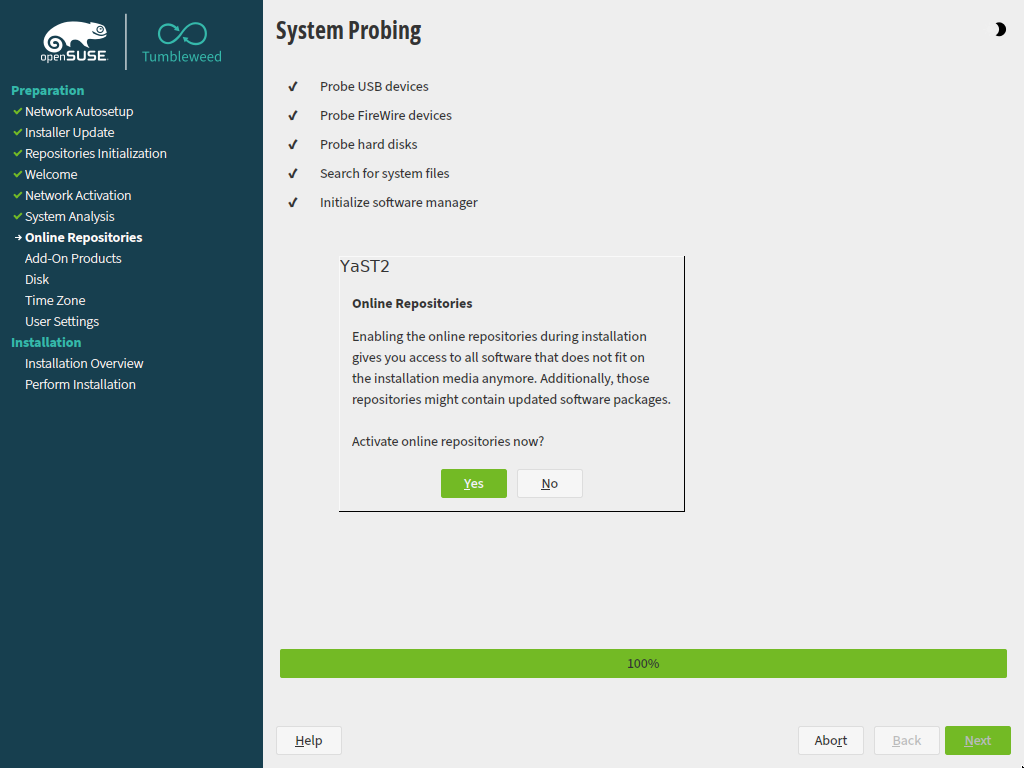 openSUSE
Tumbleweed
Preparation
Network Autosetup
Installer Update
Repositories Initialization
Welcome
Network Activation
System Analysis
Online Repositories
Add-On Products
Disk
Time Zone
User Settings
Installation
Installation Overview
Perform Installation
System Probing
Probe USB devices
Probe FireWire devices
Probe hard disks
Search for system files
Initialize software manager
YaST2
Online Repositories
Enabling the online repositories during installation
gives you access to all software that does not fit on
the installation media anymore. Additionally, those
repositories might contain updated software packages.
Activate online repositories now?
Yes No
100%
Help Abort Back Next